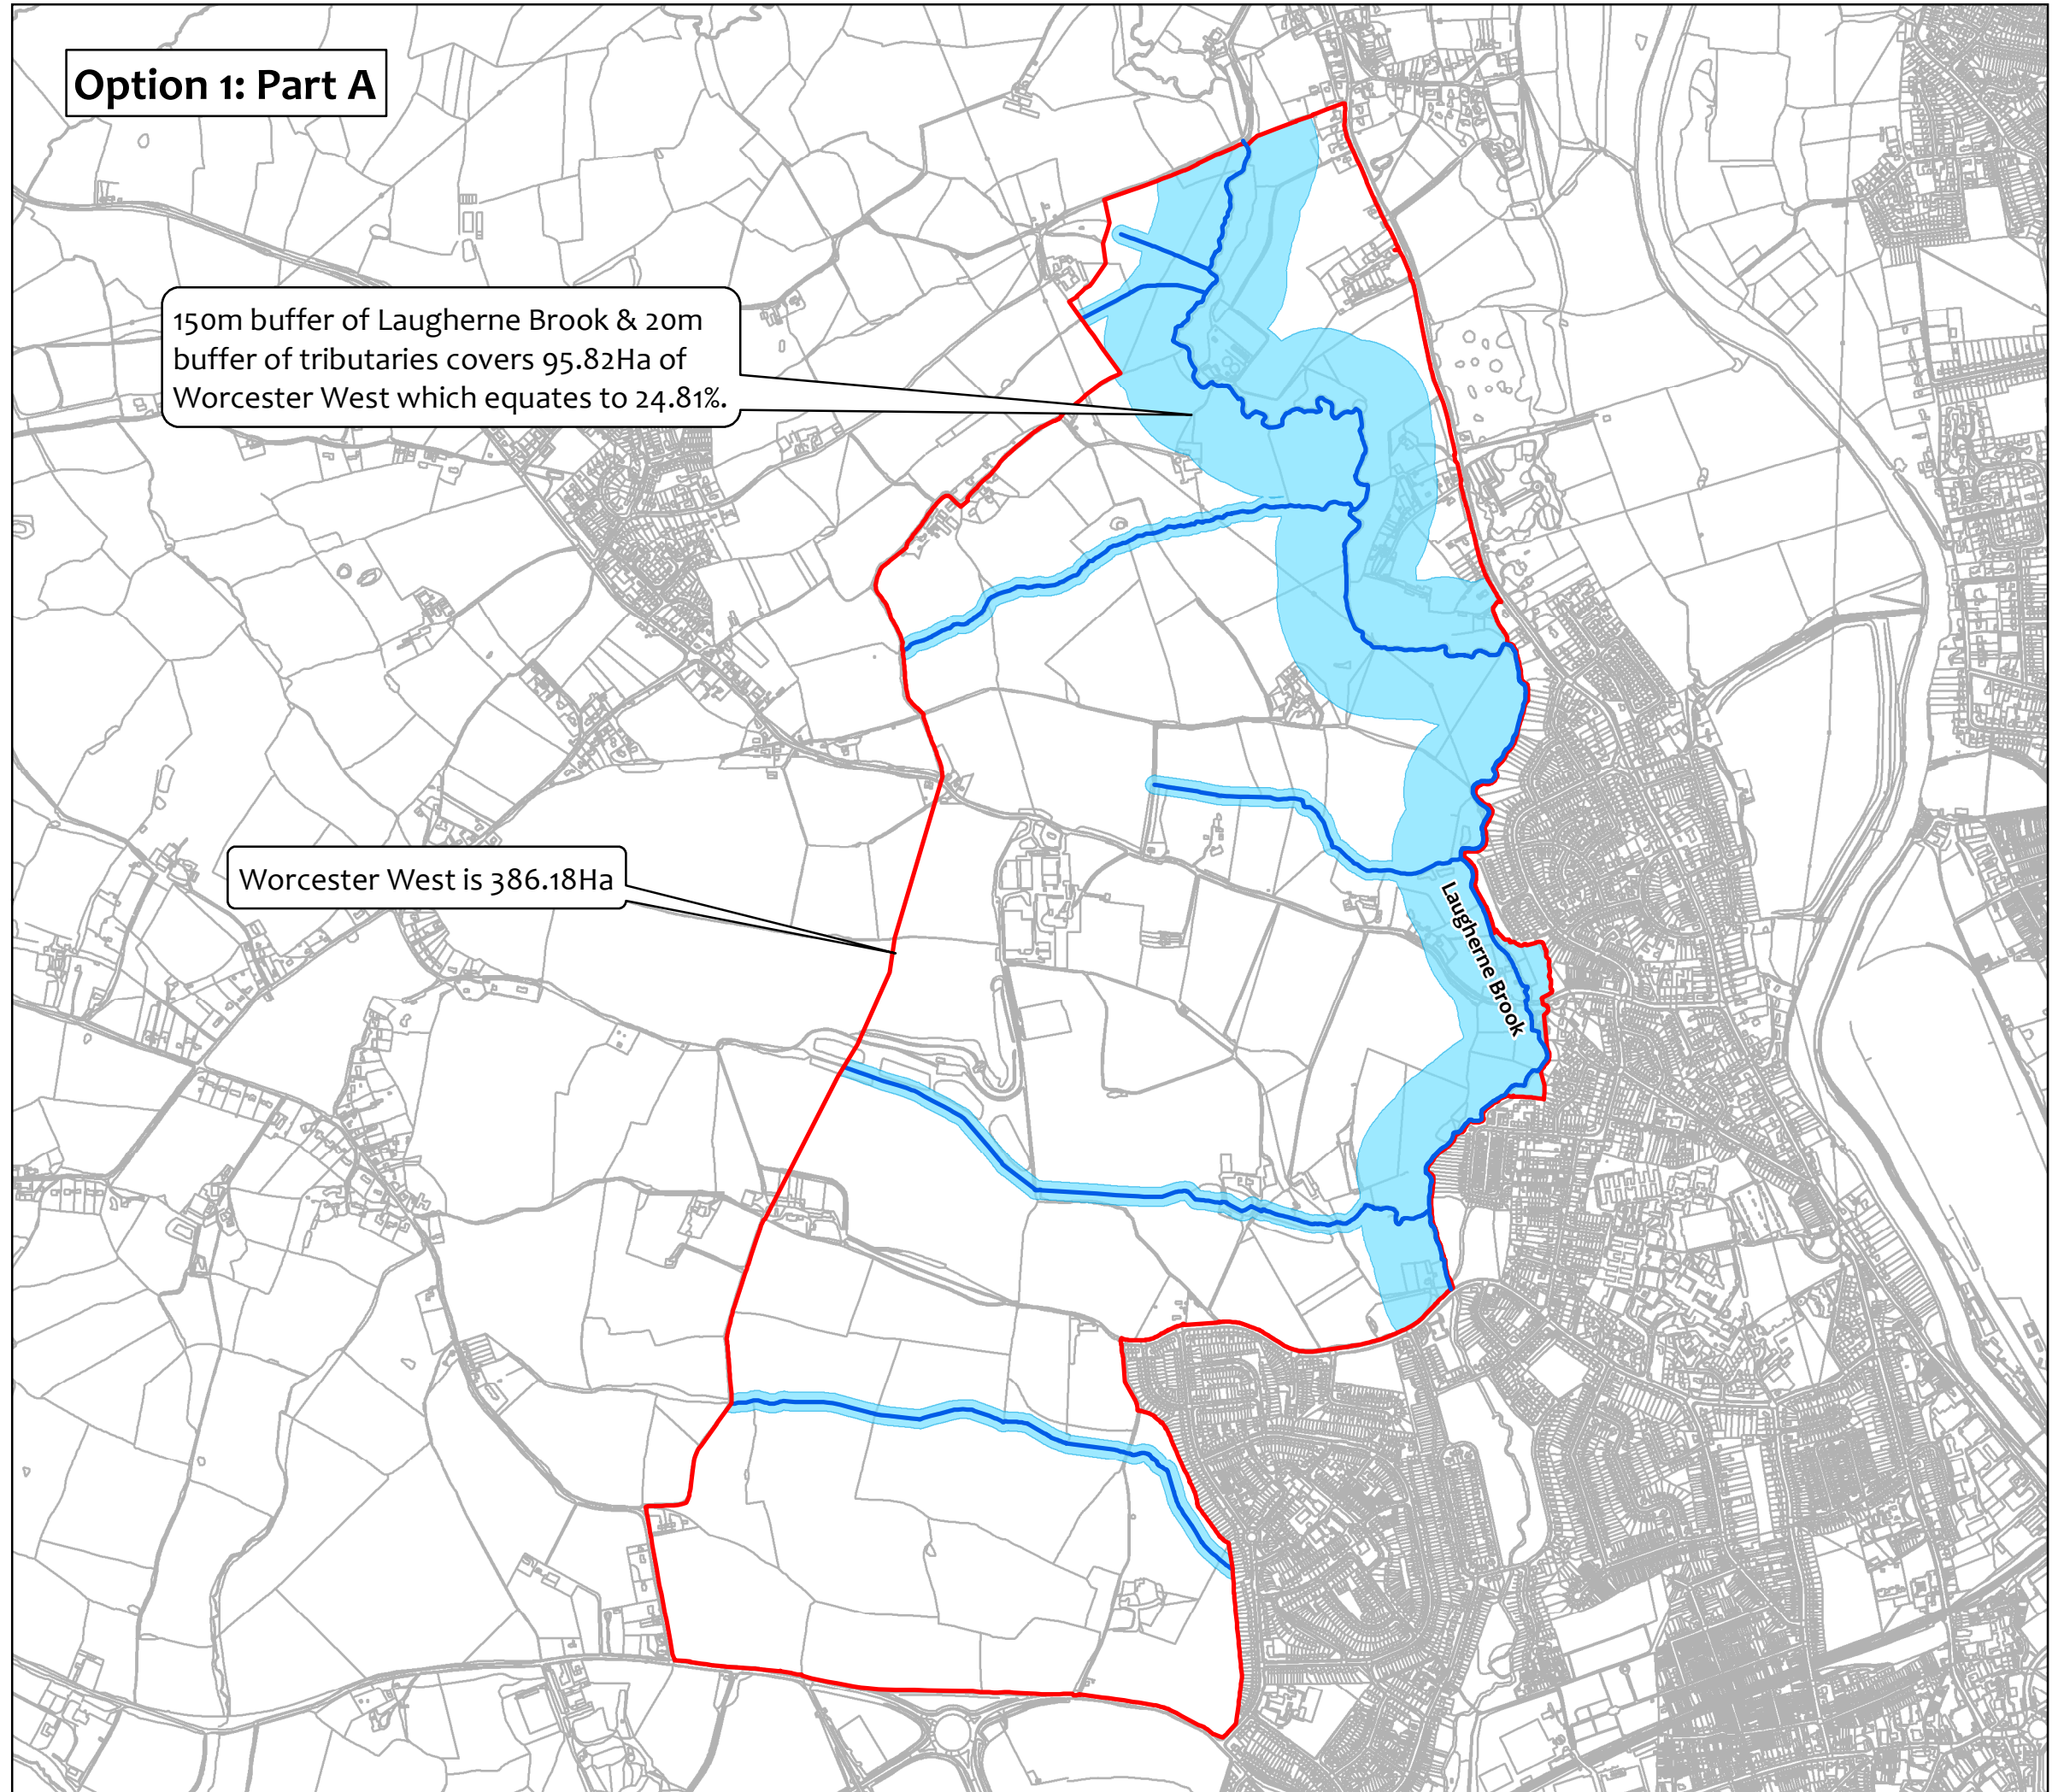 Option 1: Part A
150m buffer of Laugherne Brook & 20m
buffer of tributaries covers 95.82Ha of
Worcester West which equates to 24.81%.
Worcester West is 386.18Ha
Laugherne Brook